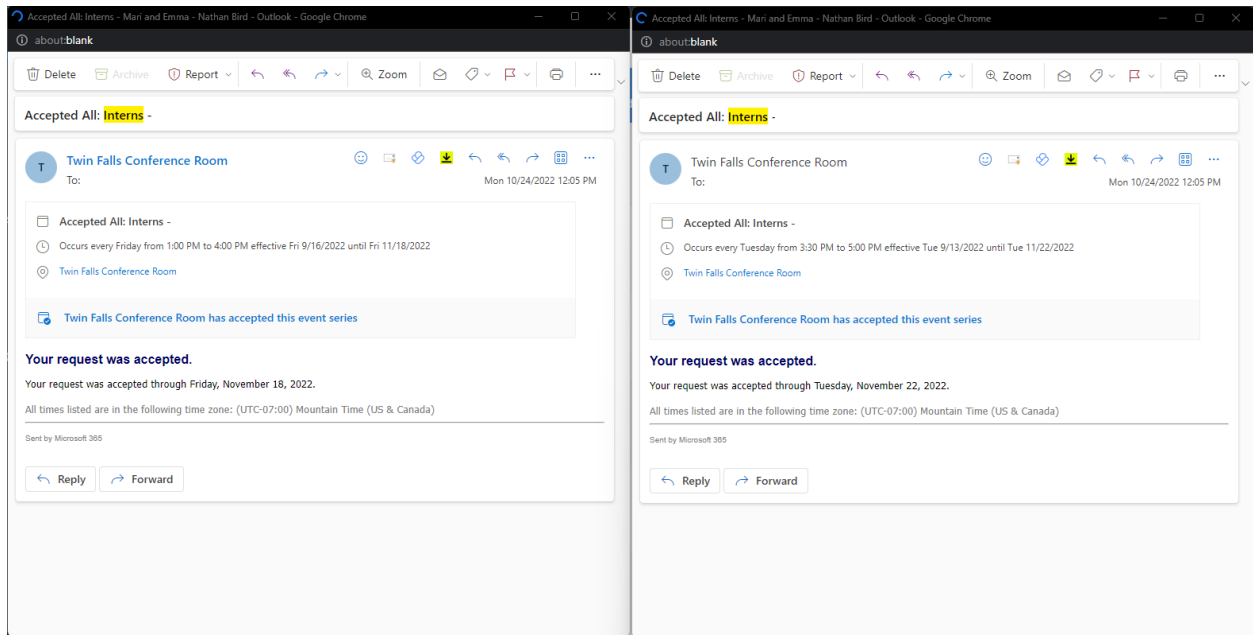 Accepted All: Interns - Mari and Emma - Nathan Bird - Outlook - Google Chrome
about:blank
Delete Archive Report Zoom
Accepted All: Interns -
T
Twin Falls Conference Room
To:
Mon 10/24/2022 12:05 PM
Accepted All: Interns -
Occurs every Friday from 1:00 PM to 4:00 PM effective Fri 9/16/2022 until Fri 11/18/2022
Twin Falls Conference Room
Twin Falls Conference Room has accepted this event series
Your request was accepted.
Your request was accepted through Friday, November 18, 2022.
All times listed are in the following time zone: (UTC-07:00) Mountain Time (US & Canada)
Sent by Microsoft 365
Reply Forward
Accepted All: Interns - Mari and Emma - Nathan Bird - Outlook - Google Chrome
about:blank
Delete Archive Report Zoom
Accepted All: Interns -
T
Twin Falls Conference Room
To:
Mon 10/24/2022 12:05 PM
Accepted All: Interns -
Occurs every Tuesday from 3:30 PM to 5:00 PM effective Tue 9/13/2022 until Tue 11/22/2022
Twin Falls Conference Room
Twin Falls Conference Room has accepted this event series
Your request was accepted.
Your request was accepted through Tuesday, November 22, 2022.
All times listed are in the following time zone: (UTC-07:00) Mountain Time (US & Canada)
Sent by Microsoft 365
Reply Forward